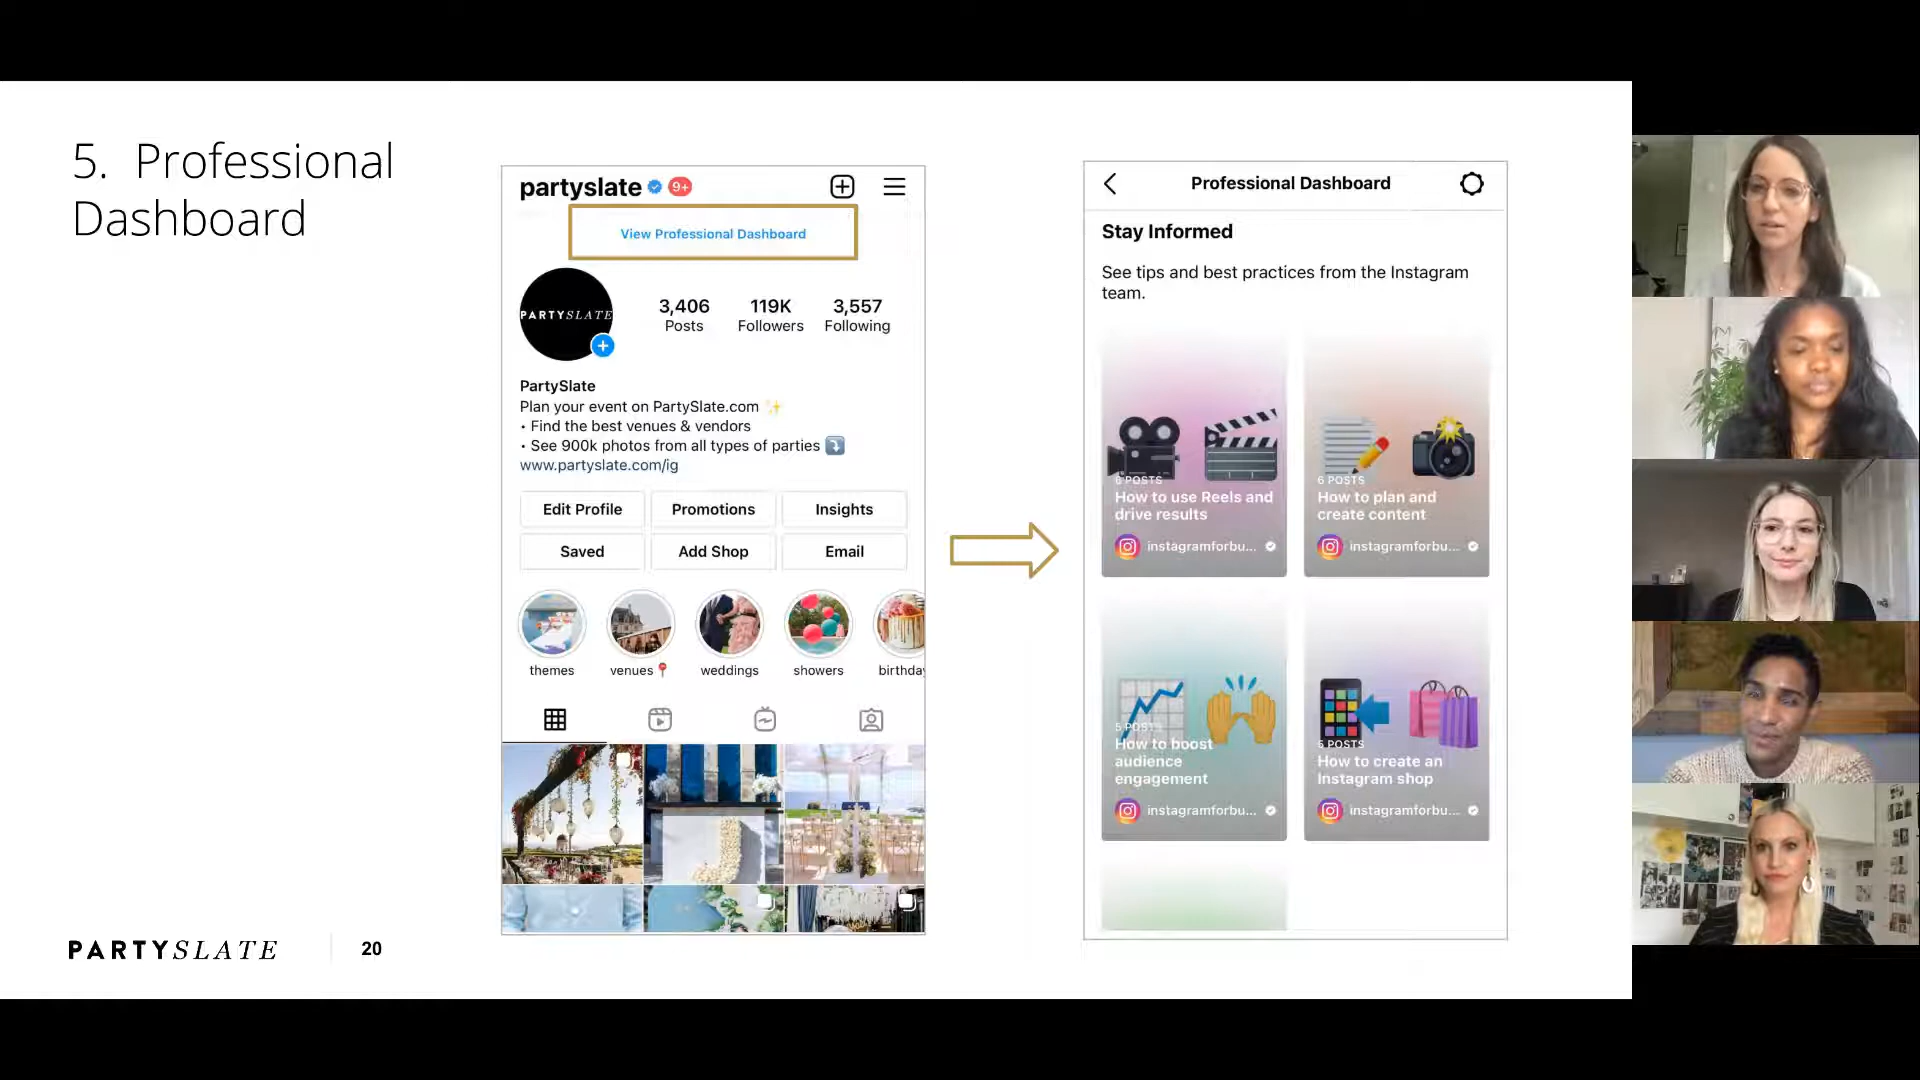 5. Professional
Dashboard
partyslate 9+
View Professional Dashboard
PARTYSLATE
3,406
Posts
119K
Followers
3,557
Following
PartySlate
Plan your event on PartySlate.com
• Find the best venues & vendors
• See 900k photos from all types of parties
www.partyslate.com/ig
Edit Profile
Promotions
Insights
Saved
Add Shop
Email
themes
venues
weddings
showers
birthday
Professional Dashboard
Stay Informed
See tips and best practices from the Instagram
team.
6 POSTS
How to use Reels and
drive results
instagramforbu...
6 POSTS
How to plan and
create content
instagramforbu...
5 POSTS
How to boost
audience
engagement
instagramforbu...
5 POSTS
How to create an
Instagram shop
instagramforbu...
PARTYSLATE
20